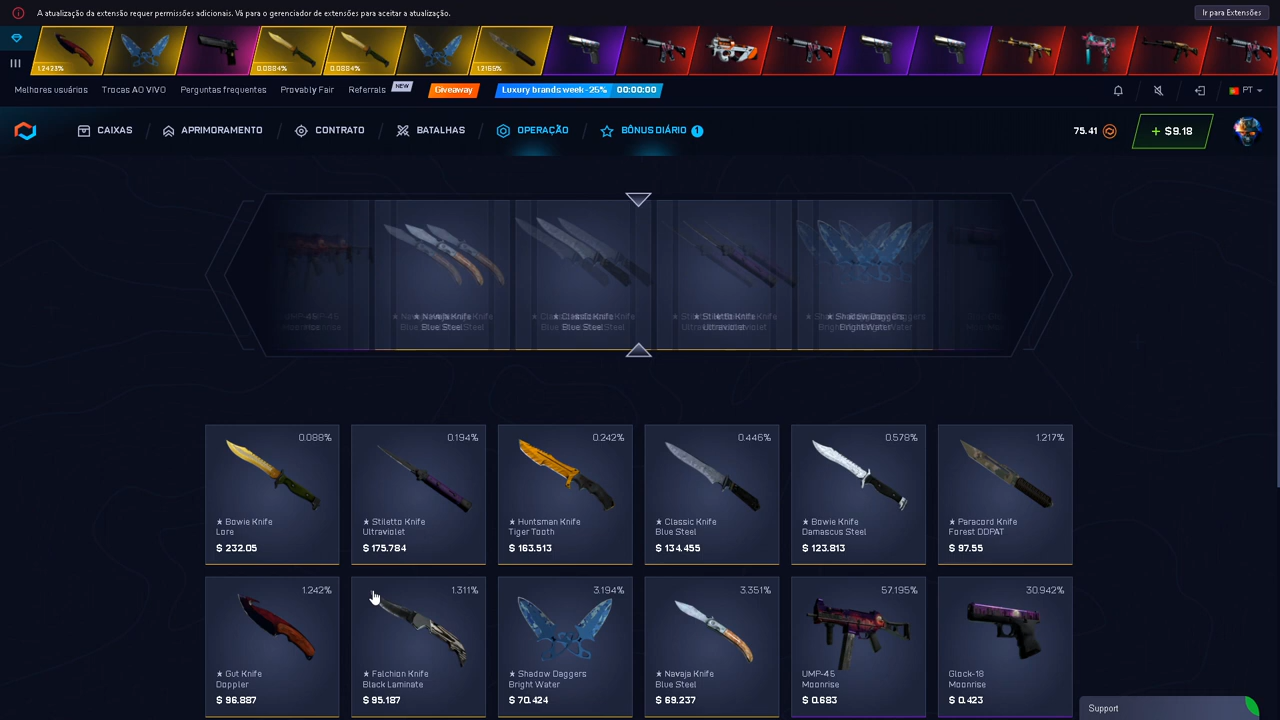 A atualização da extensão requer permissões adicionais. Vá para o gerenciador de extensões para aceitar a atualização.
Ir para Extensões
1.2423%
0.0884%
0.0884%
1.2165%
Melhores usuários
Trocas AO VIVO
Perguntas frequentes
Provably Fair
Referrals
NEW
Giveaway
Luxury brands week -25% 00:00:00
PT
CAIXAS
APRIMORAMENTO
CONTRATO
BATALHAS
OPERAÇÃO
BÔNUS DIÁRIO 1
75.41
+ $9.18
0.088%
★ Bowie Knife
Lore
$ 232.05
0.194%
★ Stiletto Knife
Ultraviolet
$ 175.784
0.242%
★ Huntsman Knife
Tiger Tooth
$ 163.513
0.446%
★ Classic Knife
Blue Steel
$ 134.455
0.578%
★ Bowie Knife
Damascus Steel
$ 123.813
1.217%
★ Paracord Knife
Forest DDPAT
$ 97.55
1.242%
★ Gut Knife
Doppler
$ 96.887
1.311%
★ Falchion Knife
Black Laminate
$ 95.187
3.194%
★ Shadow Daggers
Bright Water
$ 70.424
3.351%
★ Navaja Knife
Blue Steel
$ 69.237
57.195%
UMP-45
Moonrise
$ 0.683
30.942%
Glock-18
Moonrise
$ 0.423
Support